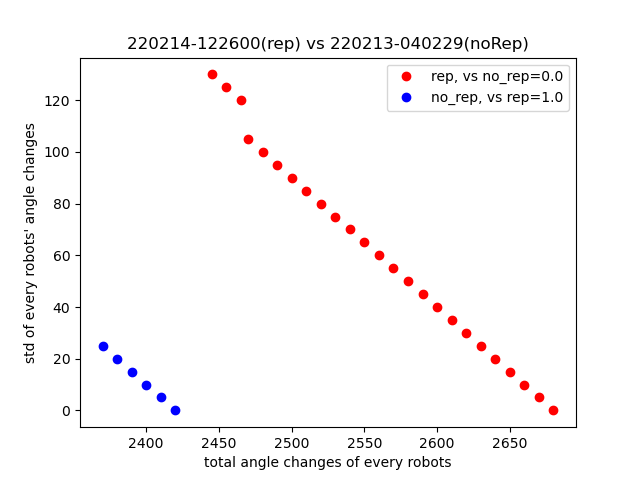 220214-122600(rep) vs 220213-040229(noRep)
rep, vs no_rep=0.0
no_rep, vs rep=1.0
std of every robots' angle changes
120
100
80
60
40
20
0
2400 2450 2500 2550 2600 2650
total angle changes of every robots